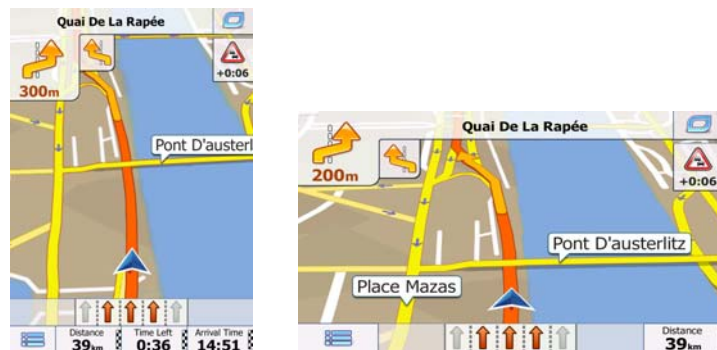 Quai De La Rapée
300m
+0:06
Pont D'austerl
Distance
39km
Time Left
0:36
Arrival Time
14:51
Quai De La Rapée
200m
+0:06
Pont D'austerlitz
Place Mazas
Distance
39km